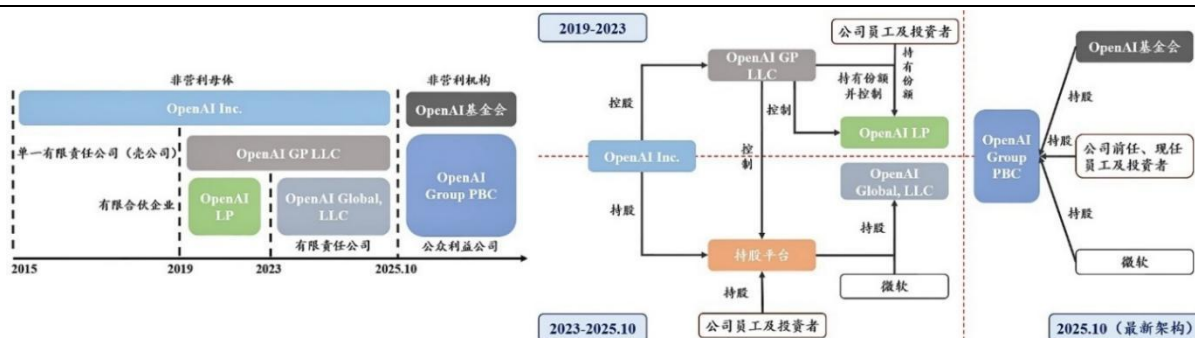 非营利母体
非营利机构
OpenAI Inc.
OpenAI基金会
单一有限责任公司（壳公司）
OpenAI GP LLC
OpenAI
Group PBC
有限合伙企业
OpenAI
LP
OpenAI Global,
LLC
有限责任公司
公众利益公司
2015
2019
2023
2025.10
2019-2023
公司员工及投资者
OpenAI GP
LLC
持有份额
并控制
持有份额
控股
控制
OpenAI LP
OpenAI Inc.
控制
OpenAI
Global, LLC
持股
持股
持股平台
持股
微软
公司员工及投资者
2023-2025.10
OpenAI基金会
持股
OpenAI
Group
PBC
持股
公司前任、现任
员工及投资者
持股
微软
2025.10（最新架构）